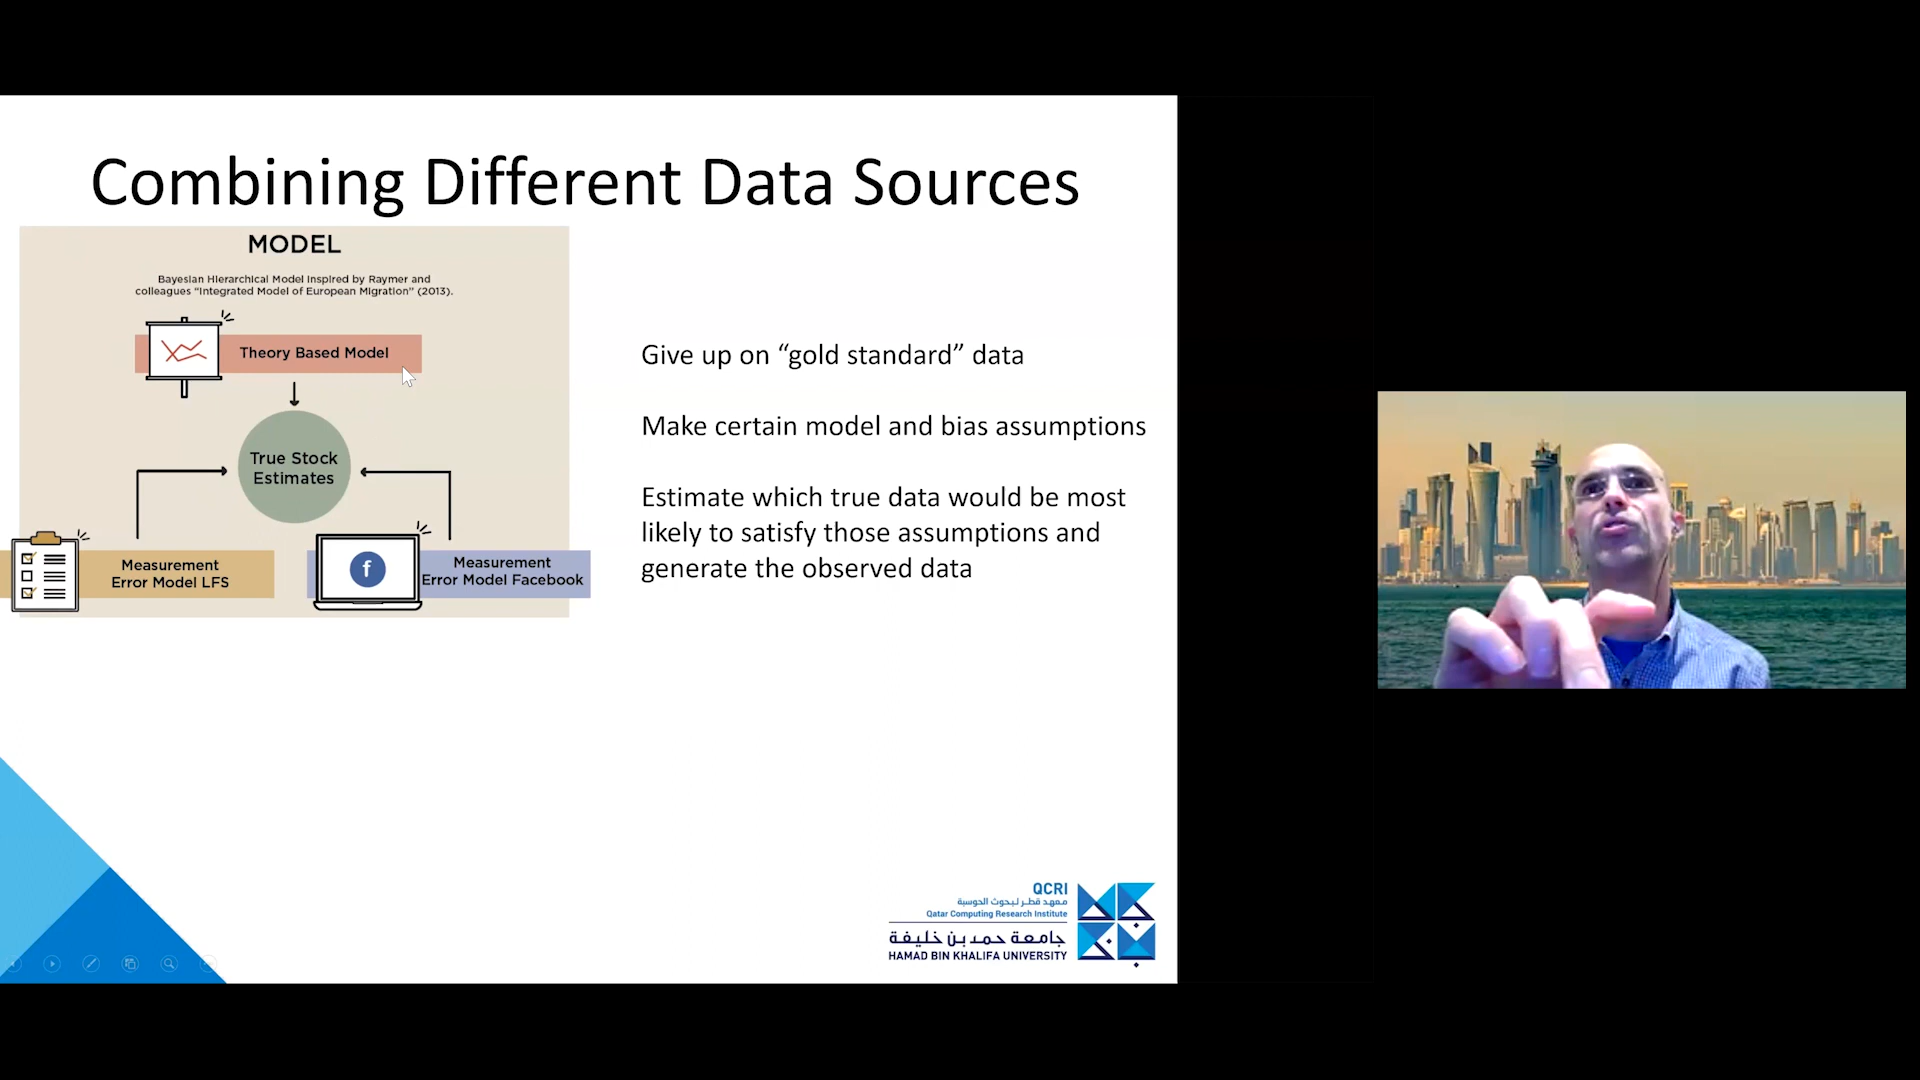 Combining Different Data Sources
MODEL
Bayesian Hierarchical Model Inspired by Raymer and
colleagues “Integrated Model of European Migration” (2013).
Theory Based Model
True Stock
Estimates
Measurement
Error Model LFS
f
Measurement
Error Model Facebook
Give up on “gold standard” data
Make certain model and bias assumptions
Estimate which true data would be most
likely to satisfy those assumptions and
generate the observed data
QCRI
معهد قطر لبحوث الحوسبة
Qatar Computing Research Institute
جامعة حمد بن خليفة
HAMAD BIN KHALIFA UNIVERSITY